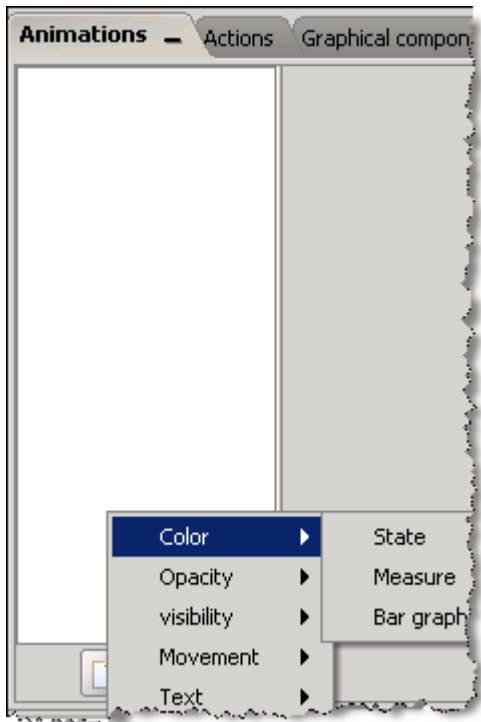 Animations Actions Graphical compon
Color State
Opacity Measure
visibility Bar graph
Movement
Text